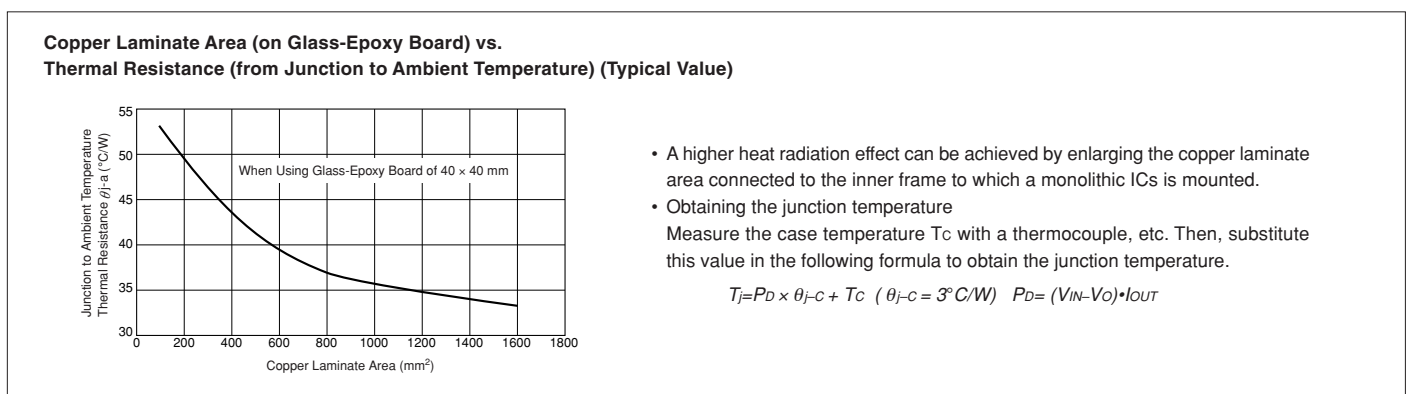 Copper Laminate Area (on Glass-Epoxy Board) vs.
Thermal Resistance (from Junction to Ambient Temperature) (Typical Value)
Junction to Ambient Temperature
Thermal Resistance θj-a (°C/W)
55
50
45
40
35
30
When Using Glass-Epoxy Board of 40 × 40 mm
0 200 400 600 800 1000 1200 1400 1600 1800
Copper Laminate Area (mm²)
• A higher heat radiation effect can be achieved by enlarging the copper laminate
area connected to the inner frame to which a monolithic ICs is mounted.
• Obtaining the junction temperature
Measure the case temperature TC with a thermocouple, etc. Then, substitute
this value in the following formula to obtain the junction temperature.
Tj=PD × θj–C + TC ( θj–C = 3°C/W) PD= (VIN–VO)•IOUT